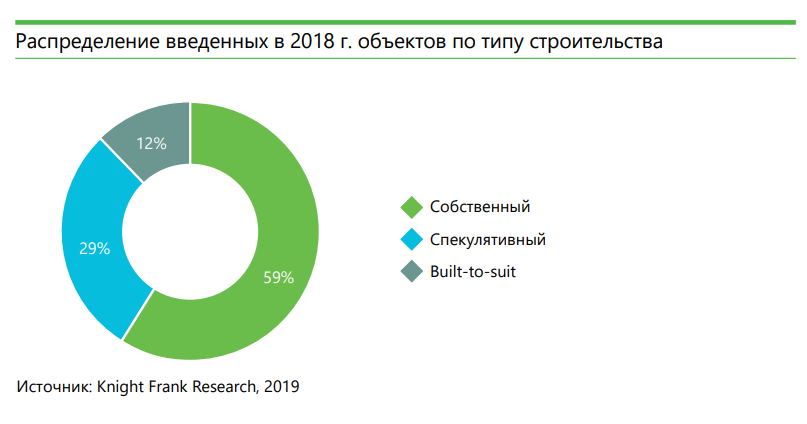 Распределение введенных в 2018 г. объектов по типу строительства
12%
29%
59%
Собственный
Спекулятивный
Built-to-suit
Источник: Knight Frank Research, 2019